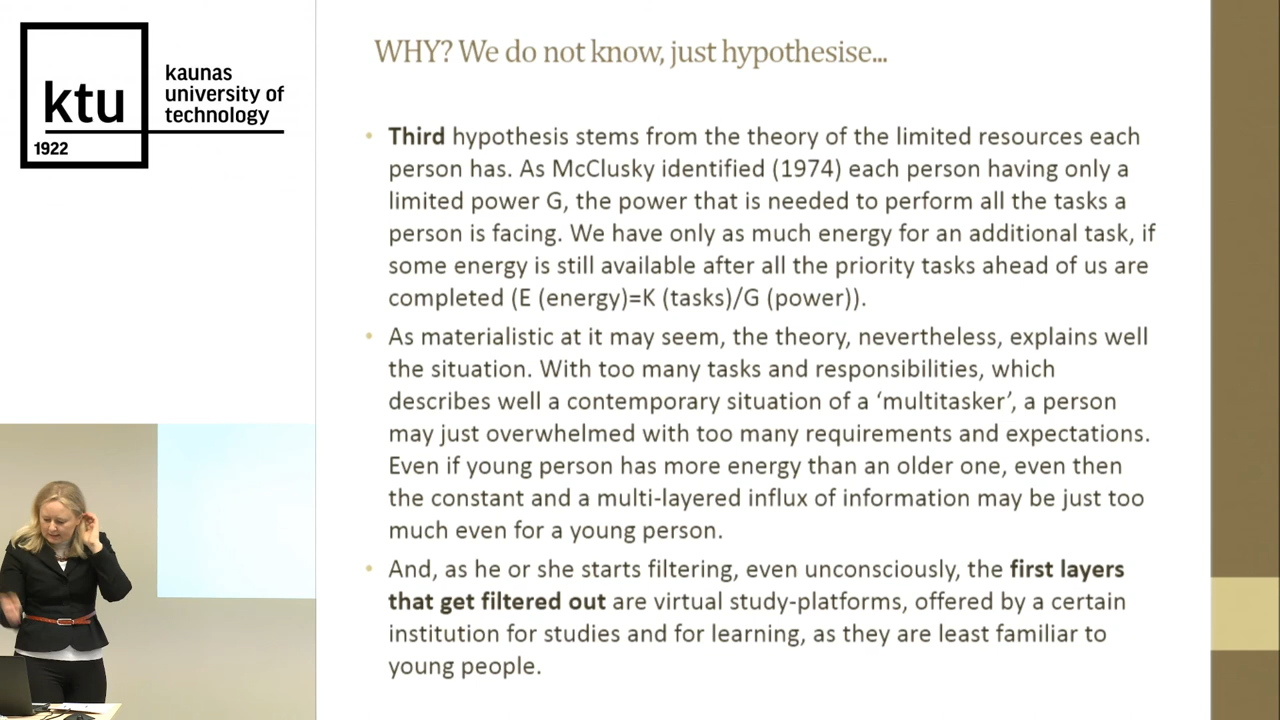 ktu
1922
kaunas
university of
technology
WHY? We do not know, just hypothesise...
• Third hypothesis stems from the theory of the limited resources each
person has. As McClusky identified (1974) each person having only a
limited power G, the power that is needed to perform all the tasks a
person is facing. We have only as much energy for an additional task, if
some energy is still available after all the priority tasks ahead of us are
completed (E (energy)=K (tasks)/G (power)).
• As materialistic at it may seem, the theory, nevertheless, explains well
the situation. With too many tasks and responsibilities, which
describes well a contemporary situation of a ‘multitasker’, a person
may just overwhelmed with too many requirements and expectations.
Even if young person has more energy than an older one, even then
the constant and a multi-layered influx of information may be just too
much even for a young person.
• And, as he or she starts filtering, even unconsciously, the first layers
that get filtered out are virtual study-platforms, offered by a certain
institution for studies and for learning, as they are least familiar to
young people.